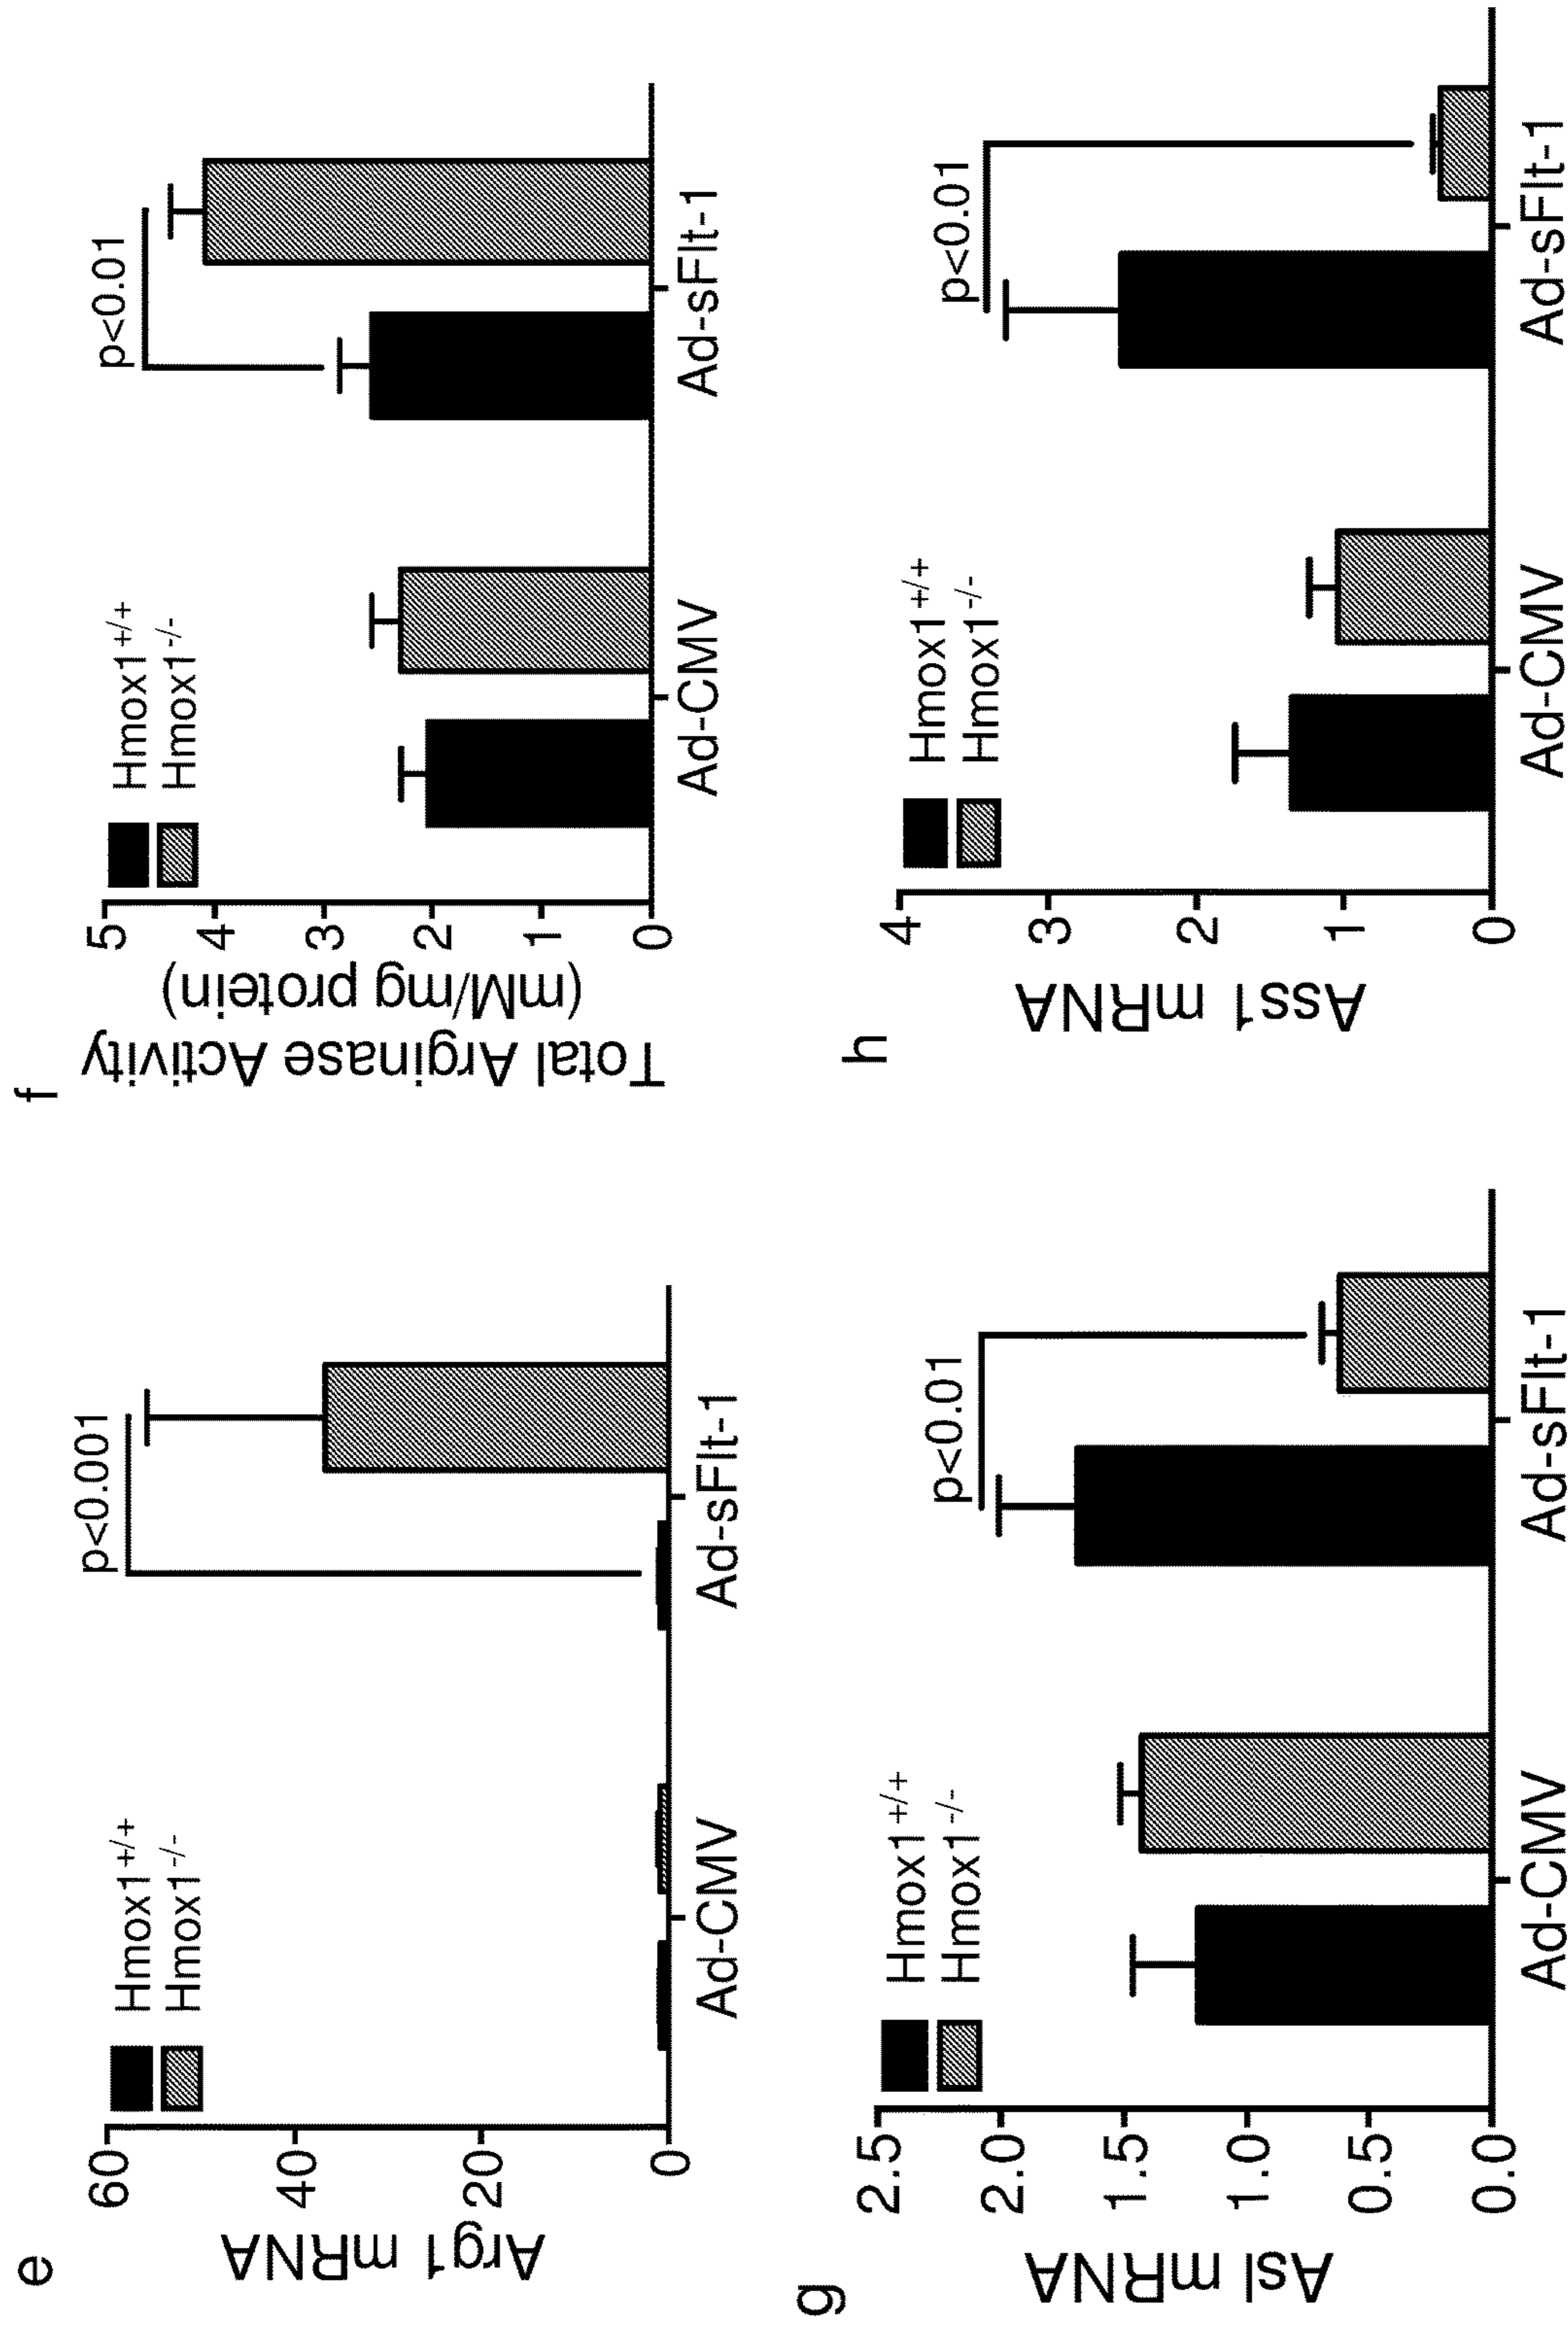 e
Arg1 mRNA
60
40
20
0
Hmox1+/+
Hmox1-/-
p<0.001
Ad-CMV
Ad-sFlt-1
f
Total Arginase Activity
(mM/mg protein)
5
4
3
2
1
0
Hmox1+/+
Hmox1-/-
p<0.01
Ad-CMV
Ad-sFlt-1
g
Asl mRNA
2.5
2.0
1.5
1.0
0.5
0.0
Hmox1+/+
Hmox1-/-
p<0.01
Ad-CMV
Ad-sFlt-1
h
Ass1 mRNA
4
3
2
1
0
Hmox1+/+
Hmox1-/-
p<0.01
Ad-CMV
Ad-sFlt-1